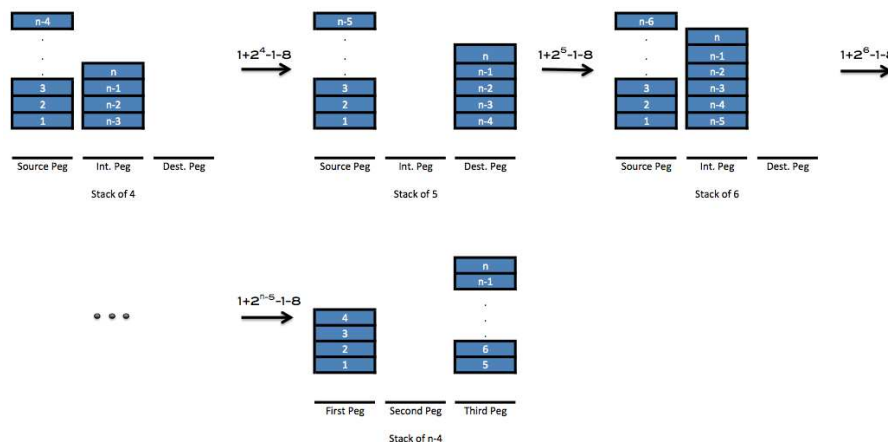 n-4
.
.
.
3
2
1
n
n-1
n-2
n-3
Source Peg Int. Peg Dest. Peg
Stack of 4
1+2^4-1-8
n-5
.
.
.
3
2
1
n
n-1
n-2
n-3
n-4
Source Peg Int. Peg Dest. Peg
Stack of 5
1+2^5-1-8
n-6
.
.
.
3
2
1
n
n-1
n-2
n-3
n-4
n-5
Source Peg Int. Peg Dest. Peg
Stack of 6
1+2^6-1-8
1+2^n-5-1-8
4
3
2
1
n
n-1
.
.
.
6
5
First Peg Second Peg Third Peg
Stack of n-4